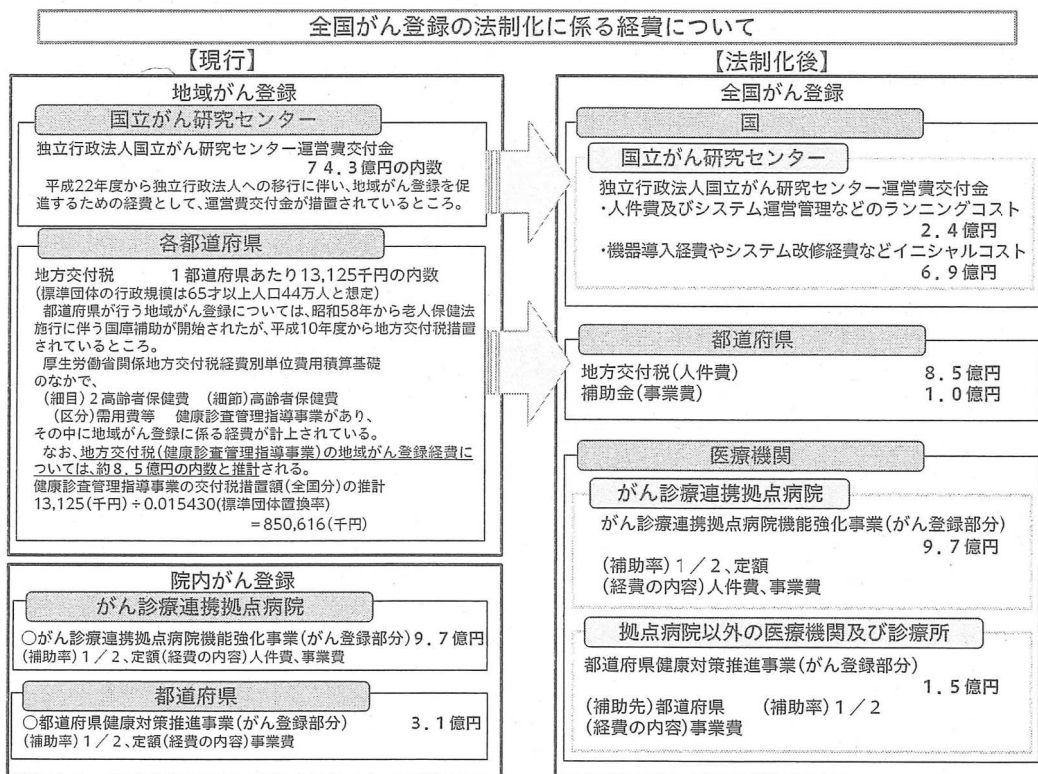 全国がん登録の法制化に係る経費について
【現行】
地域がん登録
国立がん研究センター
独立行政法人国立がん研究センター運営費交付金
74.3億円の内数
平成22年度から独立行政法人への移行に伴い、地域がん登録を促
進するための経費として、運営費交付金が措置されているところ。
各都道府県
地方交付税 1都道府県あたり13,125千円の内数
(標準団体の行政規模は65才以上人口44万人と想定)
都道府県が行う地域がん登録については、昭和58年から老人保健法
施行に伴う国庫補助が開始されたが、平成10年度から地方交付税措置
されているところ。
厚生労働省関係地方交付税経費別単位費用積算基礎
のなかで、
(細目)2高齢者保健費 (細節)高齢者保健費
(区分)需用費等 健康診査管理指導事業があり、
その中に地域がん登録に係る経費が計上されている。
なお、地方交付税(健康診査管理指導事業)の地域がん登録経費に
ついては、約8.5億円の内数と推計される。
健康診査管理指導事業の交付税措置額(全国分)の推計
13,125(千円)÷0.015430(標準団体置換率)
=850,616(千円)
院内がん登録
がん診療連携拠点病院
○がん診療連携拠点病院機能強化事業(がん登録部分)9.7億円
(補助率)1/2、定額(経費の内容)人件費、事業費
都道府県
○都道府県健康対策推進事業(がん登録部分) 3.1億円
(補助率)1/2、定額(経費の内容)事業費
【法制化後】
全国がん登録
国
国立がん研究センター
独立行政法人国立がん研究センター運営費交付金
・人件費及びシステム運営管理などのランニングコスト
2.4億円
・機器導入経費やシステム改修経費などイニシャルコスト
6.9億円
都道府県
地方交付税(人件費) 8.5億円
補助金(事業費) 1.0億円
医療機関
がん診療連携拠点病院
がん診療連携拠点病院機能強化事業(がん登録部分)
9.7億円
(補助率)1/2、定額
(経費の内容)人件費、事業費
拠点病院以外の医療機関及び診療所
都道府県健康対策推進事業(がん登録部分)
1.5億円
(補助先)都道府県 (補助率)1/2
(経費の内容)事業費